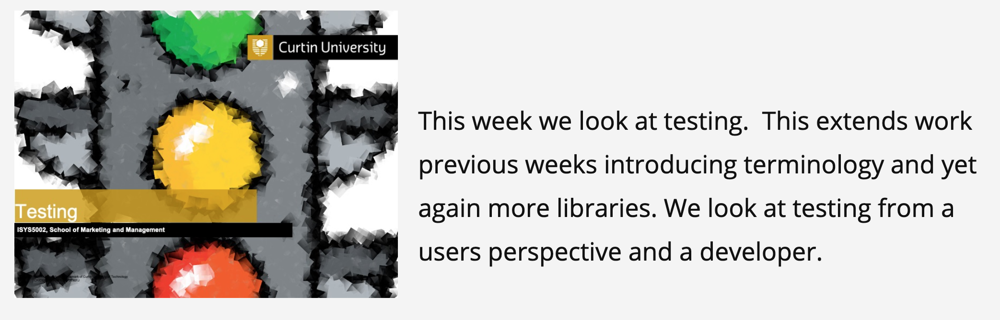 Curtin University
Testing
ISYS5002, School of Marketing and Management
This week we look at testing.  This extends work
previous weeks introducing terminology and yet
again more libraries. We look at testing from a
users perspective and a developer.